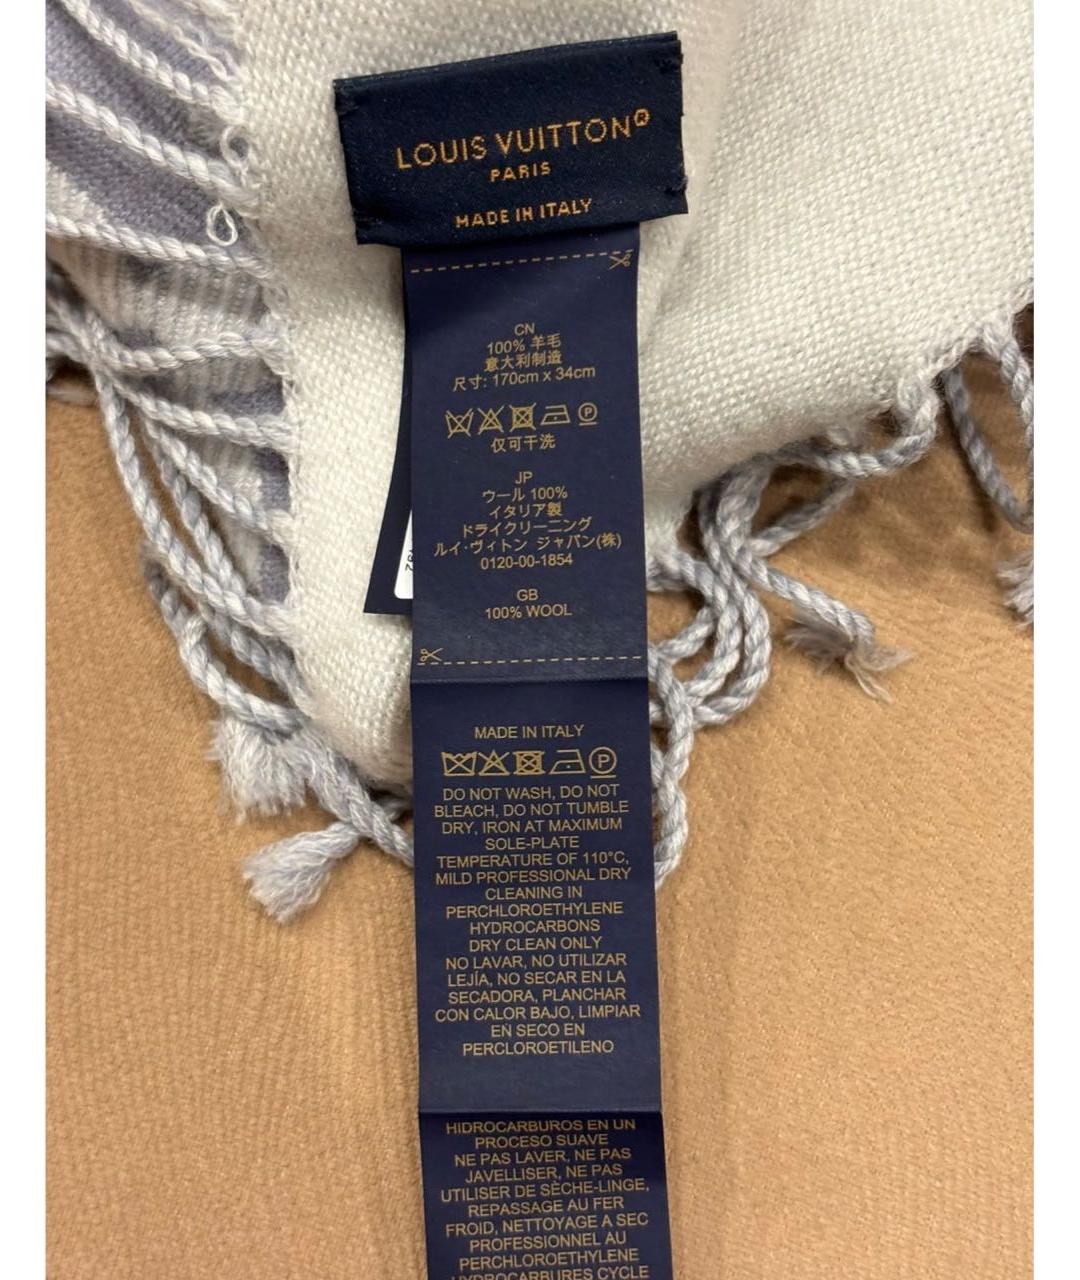 LOUIS VUITTON®
PARIS
MADE IN ITALY
CN
100% 羊毛
意大利制造
尺寸: 170cm x 34cm
P
仅可干洗
JP
ウール 100%
イタリア製
ドライクリーニング
ルイ・ヴィトン ジャパン(株)
0120-00-1854
GB
100% WOOL
MADE IN ITALY
P
DO NOT WASH, DO NOT
BLEACH, DO NOT TUMBLE
DRY, IRON AT MAXIMUM
SOLE-PLATE
TEMPERATURE OF 110°C,
MILD PROFESSIONAL DRY
CLEANING IN
PERCHLOROETHYLENE
HYDROCARBONS
DRY CLEAN ONLY
NO LAVAR, NO UTILIZAR
LEJÍA, NO SECAR EN LA
SECADORA, PLANCHAR
CON CALOR BAJO, LIMPIAR
EN SECO EN
PERCLOROETILENO
HIDROCARBUROS EN UN
PROCESO SUAVE
NE PAS LAVER, NE PAS
JAVELLISER, NE PAS
UTILISER DE SÈCHE-LINGE,
REPASSAGE AU FER
FROID, NETTOYAGE A SEC
PROFESSIONNEL AU
PERCHLOROETHYLENE
HYDROCARBURES CYCLE